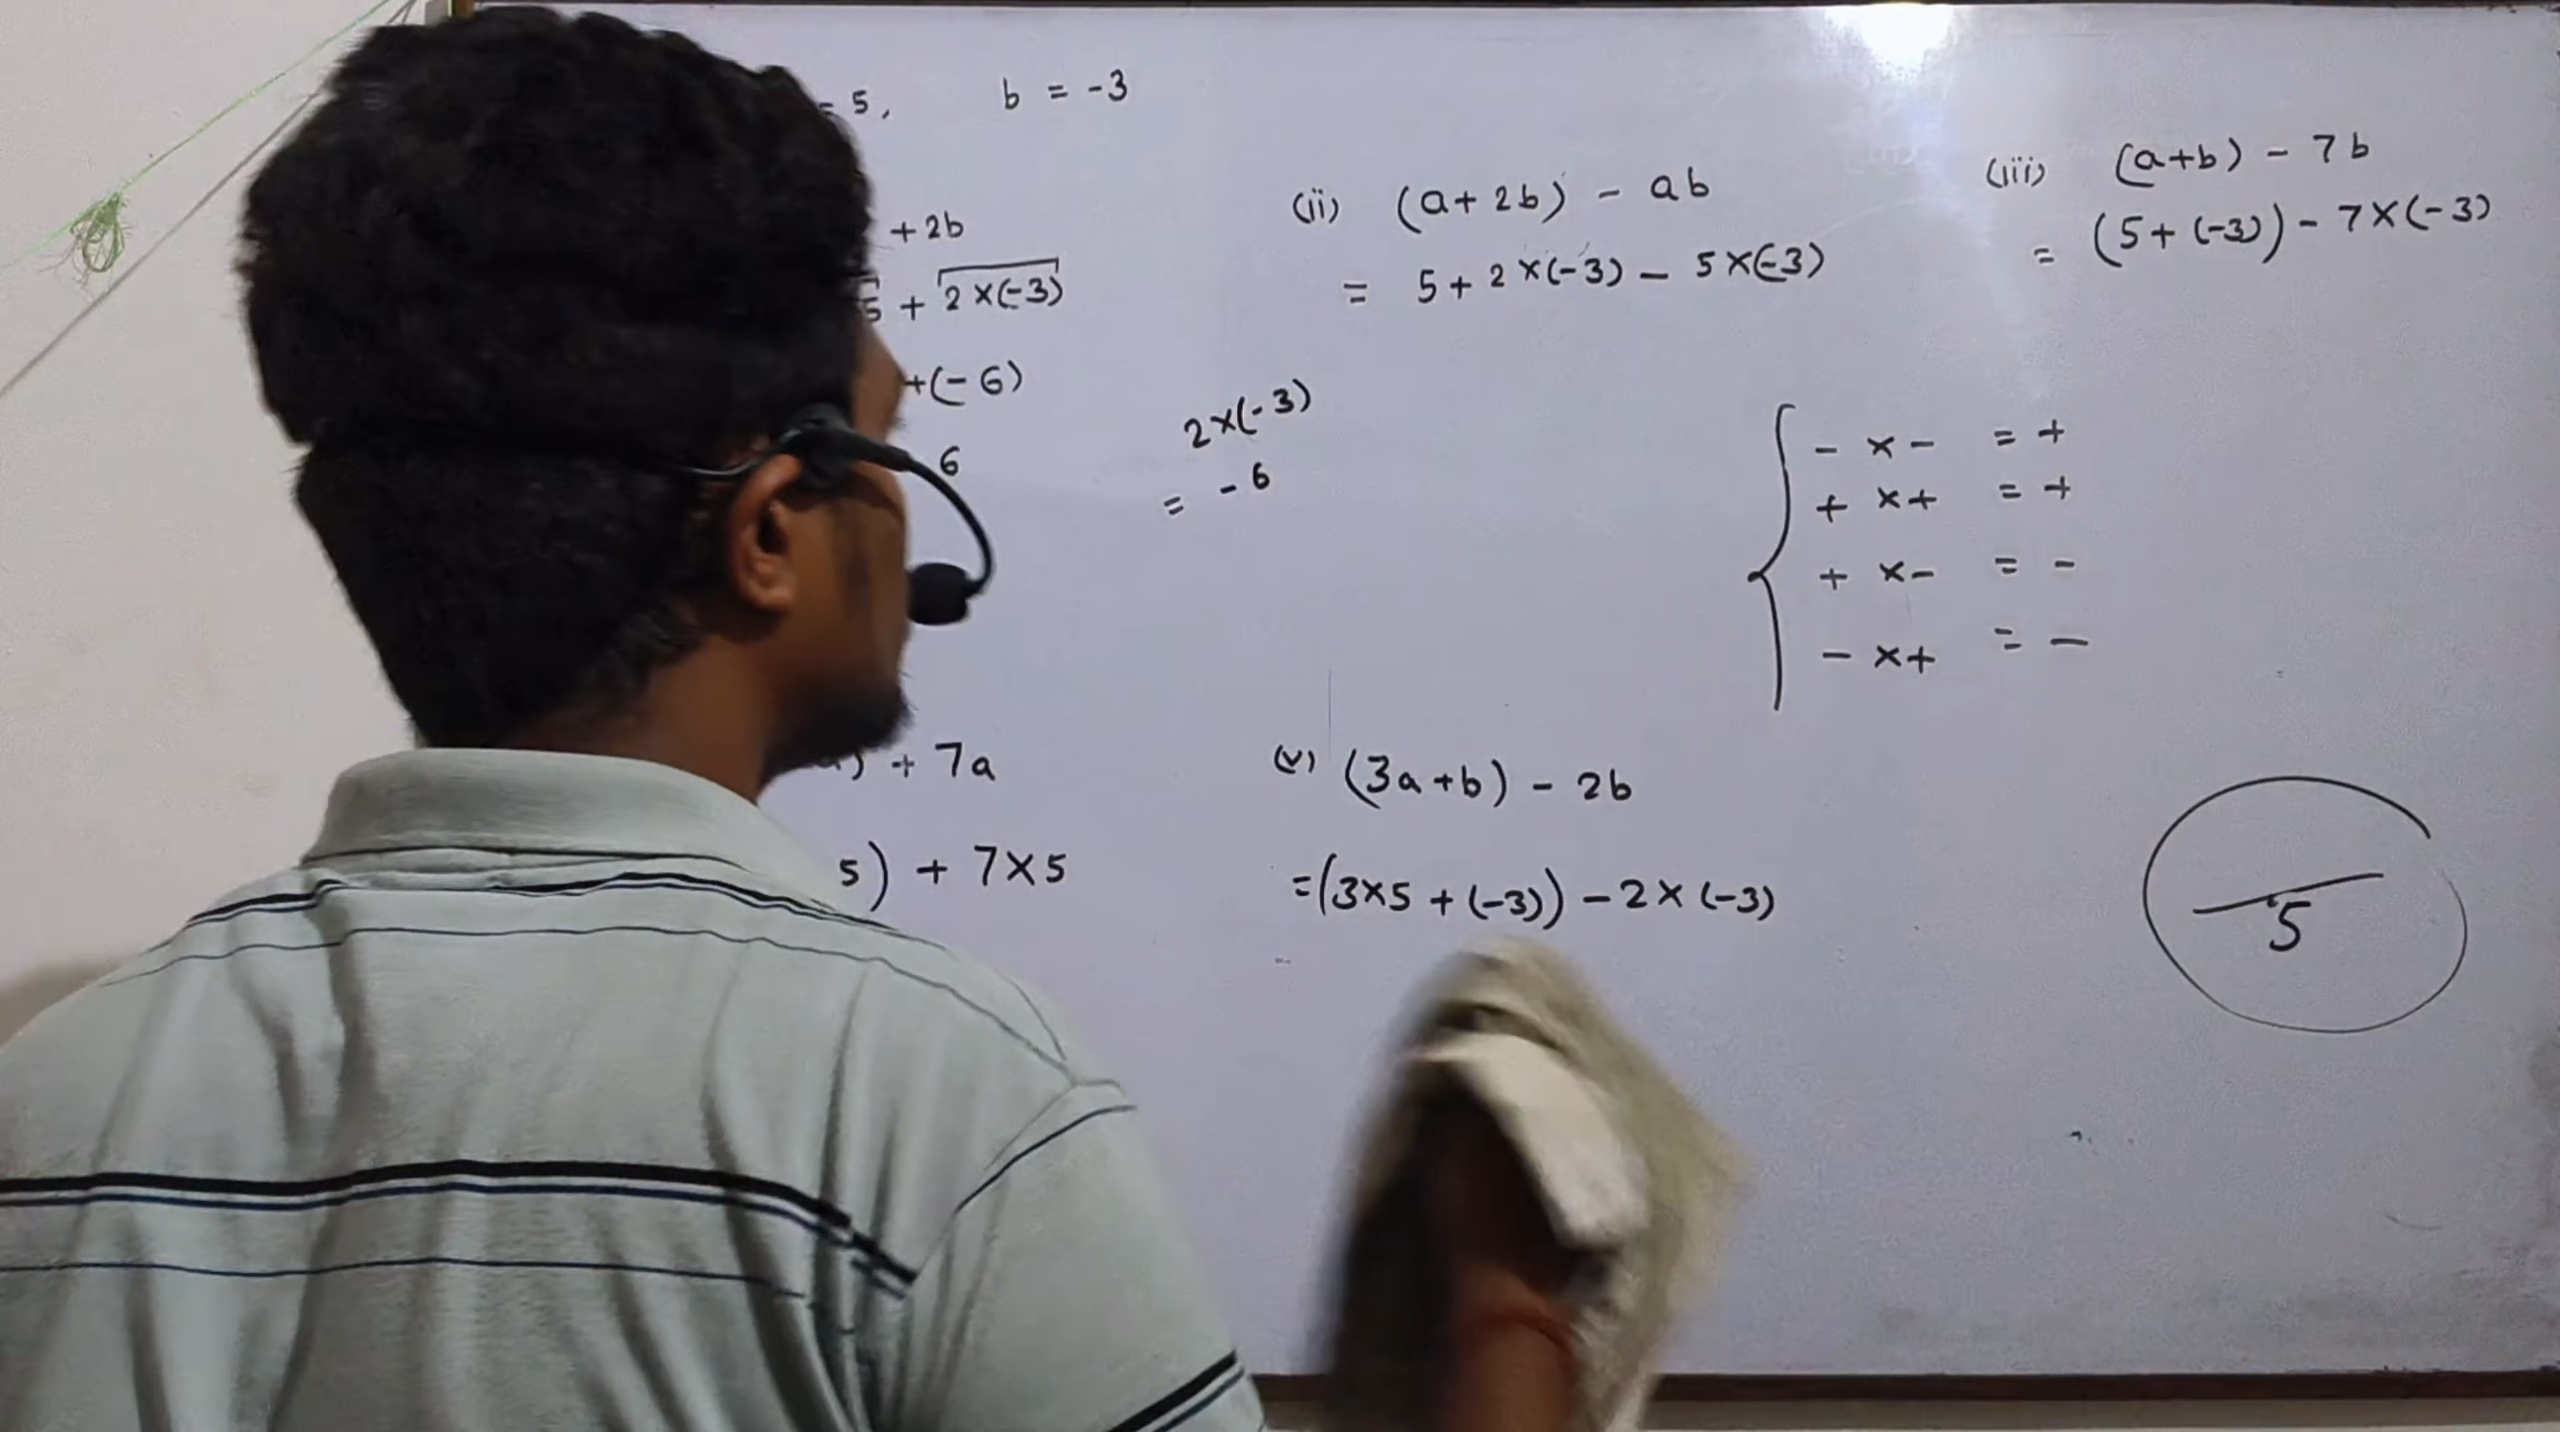 = 5, b = -3
+ 2b
5 + 2 × (-3)
+ (- 6)
6
2 × (- 3)
= - 6
(ii) (a + 2b) - ab
= 5 + 2 × (-3) - 5 × (-3)
(iii) (a+b) - 7b
= (5 + (-3)) - 7 × (-3)
- × - = +
+ × + = +
+ × - = -
- × + = -
) + 7a
5) + 7 × 5
(v) (3a + b) - 2b
= (3×5 + (-3)) - 2 × (-3)
5